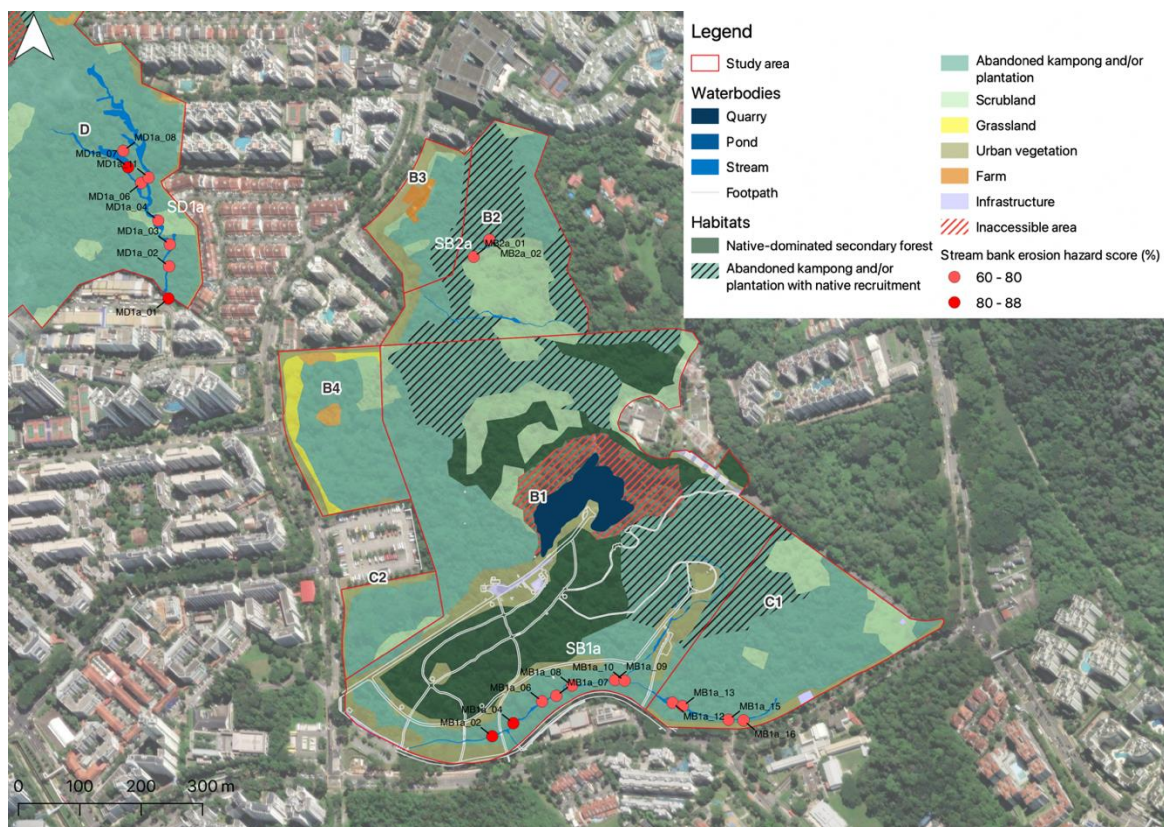 Legend
Study area
Waterbodies
Quarry
Pond
Stream
Footpath
Habitats
Native-dominated secondary forest
Abandoned kampong and/or
plantation with native recruitment
Abandoned kampong and/or
plantation
Scrubland
Grassland
Urban vegetation
Farm
Infrastructure
Inaccessible area
Stream bank erosion hazard score (%)
60 - 80
80 - 88
D
MD1a_08
MD1a_07
MD1a_11
MD1a_06
MD1a_04
SD1a
MD1a_03
MD1a_02
MD1a_01
B3
B2
SB2a
MB2a_01
MB2a_02
B4
B1
C2
C1
SB1a
MB1a_10
MB1a_09
MB1a_08
MB1a_07
MB1a_06
MB1a_04
MB1a_02
MB1a_13
MB1a_12
MB1a_15
MB1a_16
0 100 200 300 m